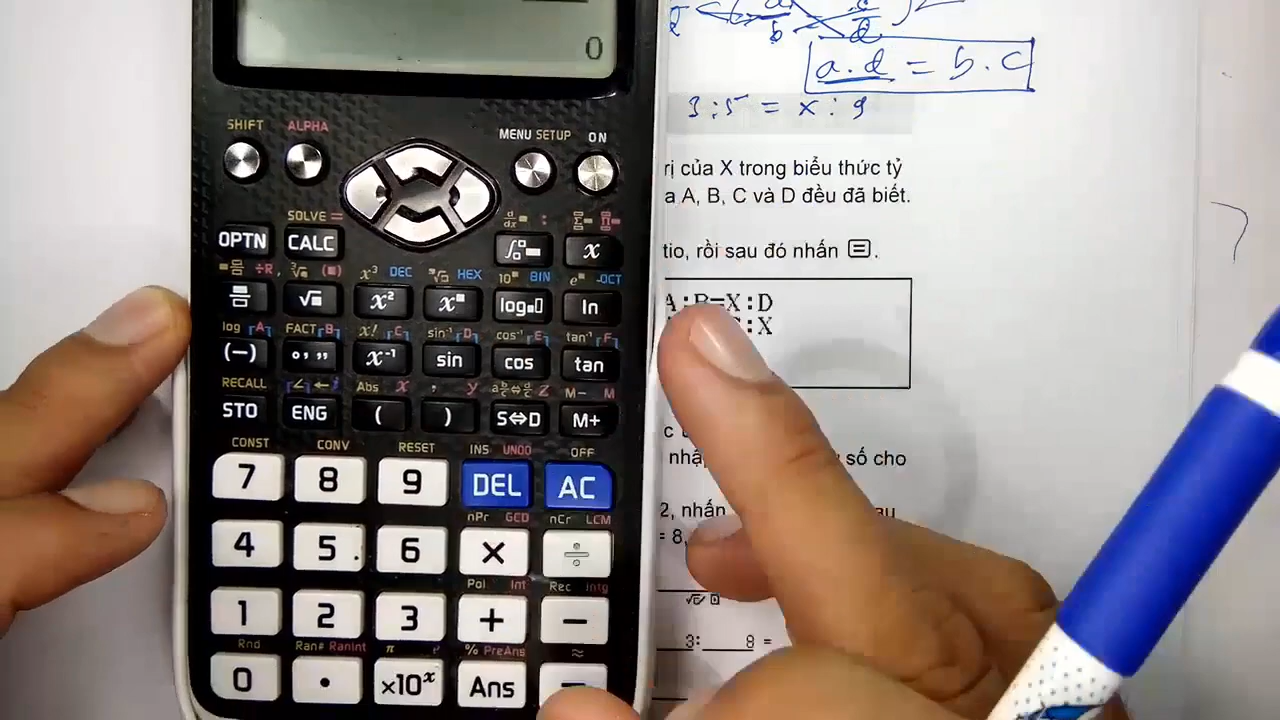 0
a.d = b.c
3:5 = x:9
SHIFT ALPHA MENU SETUP ON
trị của X trong biểu thức tỷ
của A, B, C và D đều đã biết.
SOLVE =
OPTN CALC x
tio, rồi sau đó nhấn
A:B=X:D
:X
÷R x³ DEC HEX BIN OCT
x² log ln
log A FACT B x! C sin⁻¹ D cos⁻¹ E tan⁻¹ F
(-) x⁻¹ sin cos tan
RECALL Abs x , y Z M- M
STO ENG ( ) S⇔D M+
CONST CONV RESET INS UNDO OFF
7 8 9 DEL AC
số cho
2, nhấn
= 8,
nPr GCD nCr LCM
4 5 6 × ÷
Pol Int Rec Intg
1 2 3 + −
3: 8 =
Rnd Ran# RanInt π e % PreAns ≈
0 . ×10ˣ Ans